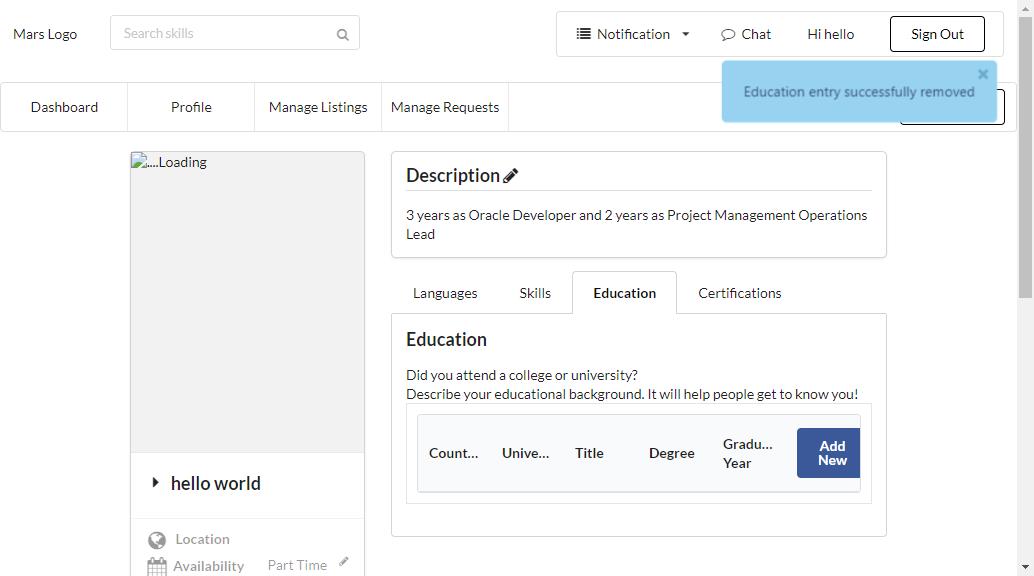 Mars Logo
Search skills
Notification
Chat
Hi hello
Sign Out
Education entry successfully removed
Dashboard
Profile
Manage Listings
Manage Requests
....Loading
Description
3 years as Oracle Developer and 2 years as Project Management Operations
Lead
Languages
Skills
Education
Certifications
Education
Did you attend a college or university?
Describe your educational background. It will help people get to know you!
Count...
Unive...
Title
Degree
Gradu...
Year
Add
New
hello world
Location
Availability
Part Time